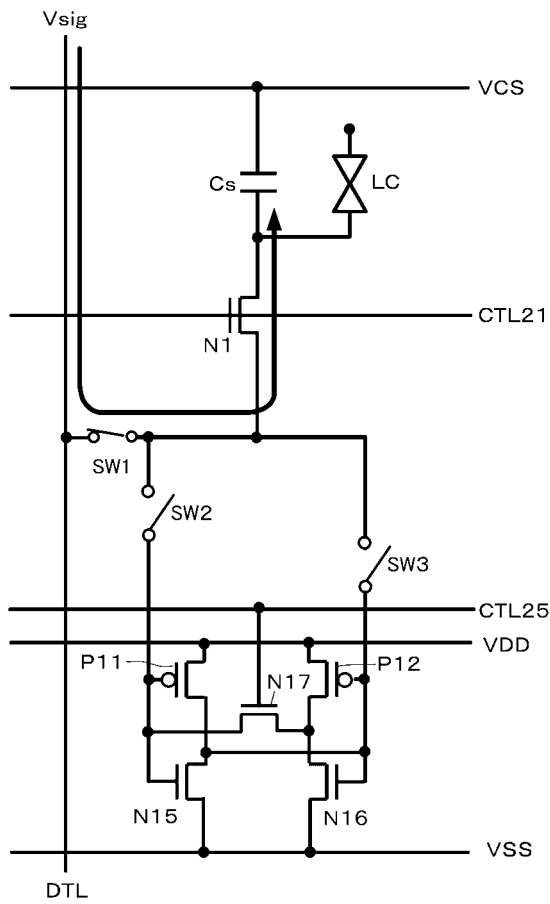 Vsig
VCS
Cs
LC
CTL21
N1
SW1
SW2
SW3
CTL25
VDD
P11
N17
P12
N15
N16
VSS
DTL